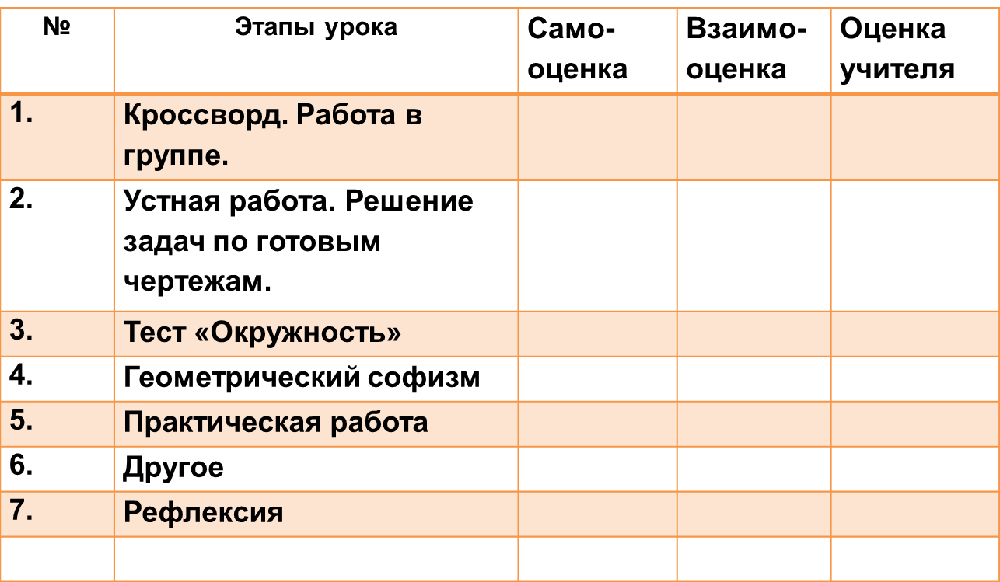 № Этапы урока Само- Взаимо- Оценка
оценка оценка учителя
1. Кроссворд. Работа в
группе.
2. Устная работа. Решение
задач по готовым
чертежам.
3. Тест «Окружность»
4. Геометрический софизм
5. Практическая работа
6. Другое
7. Рефлексия